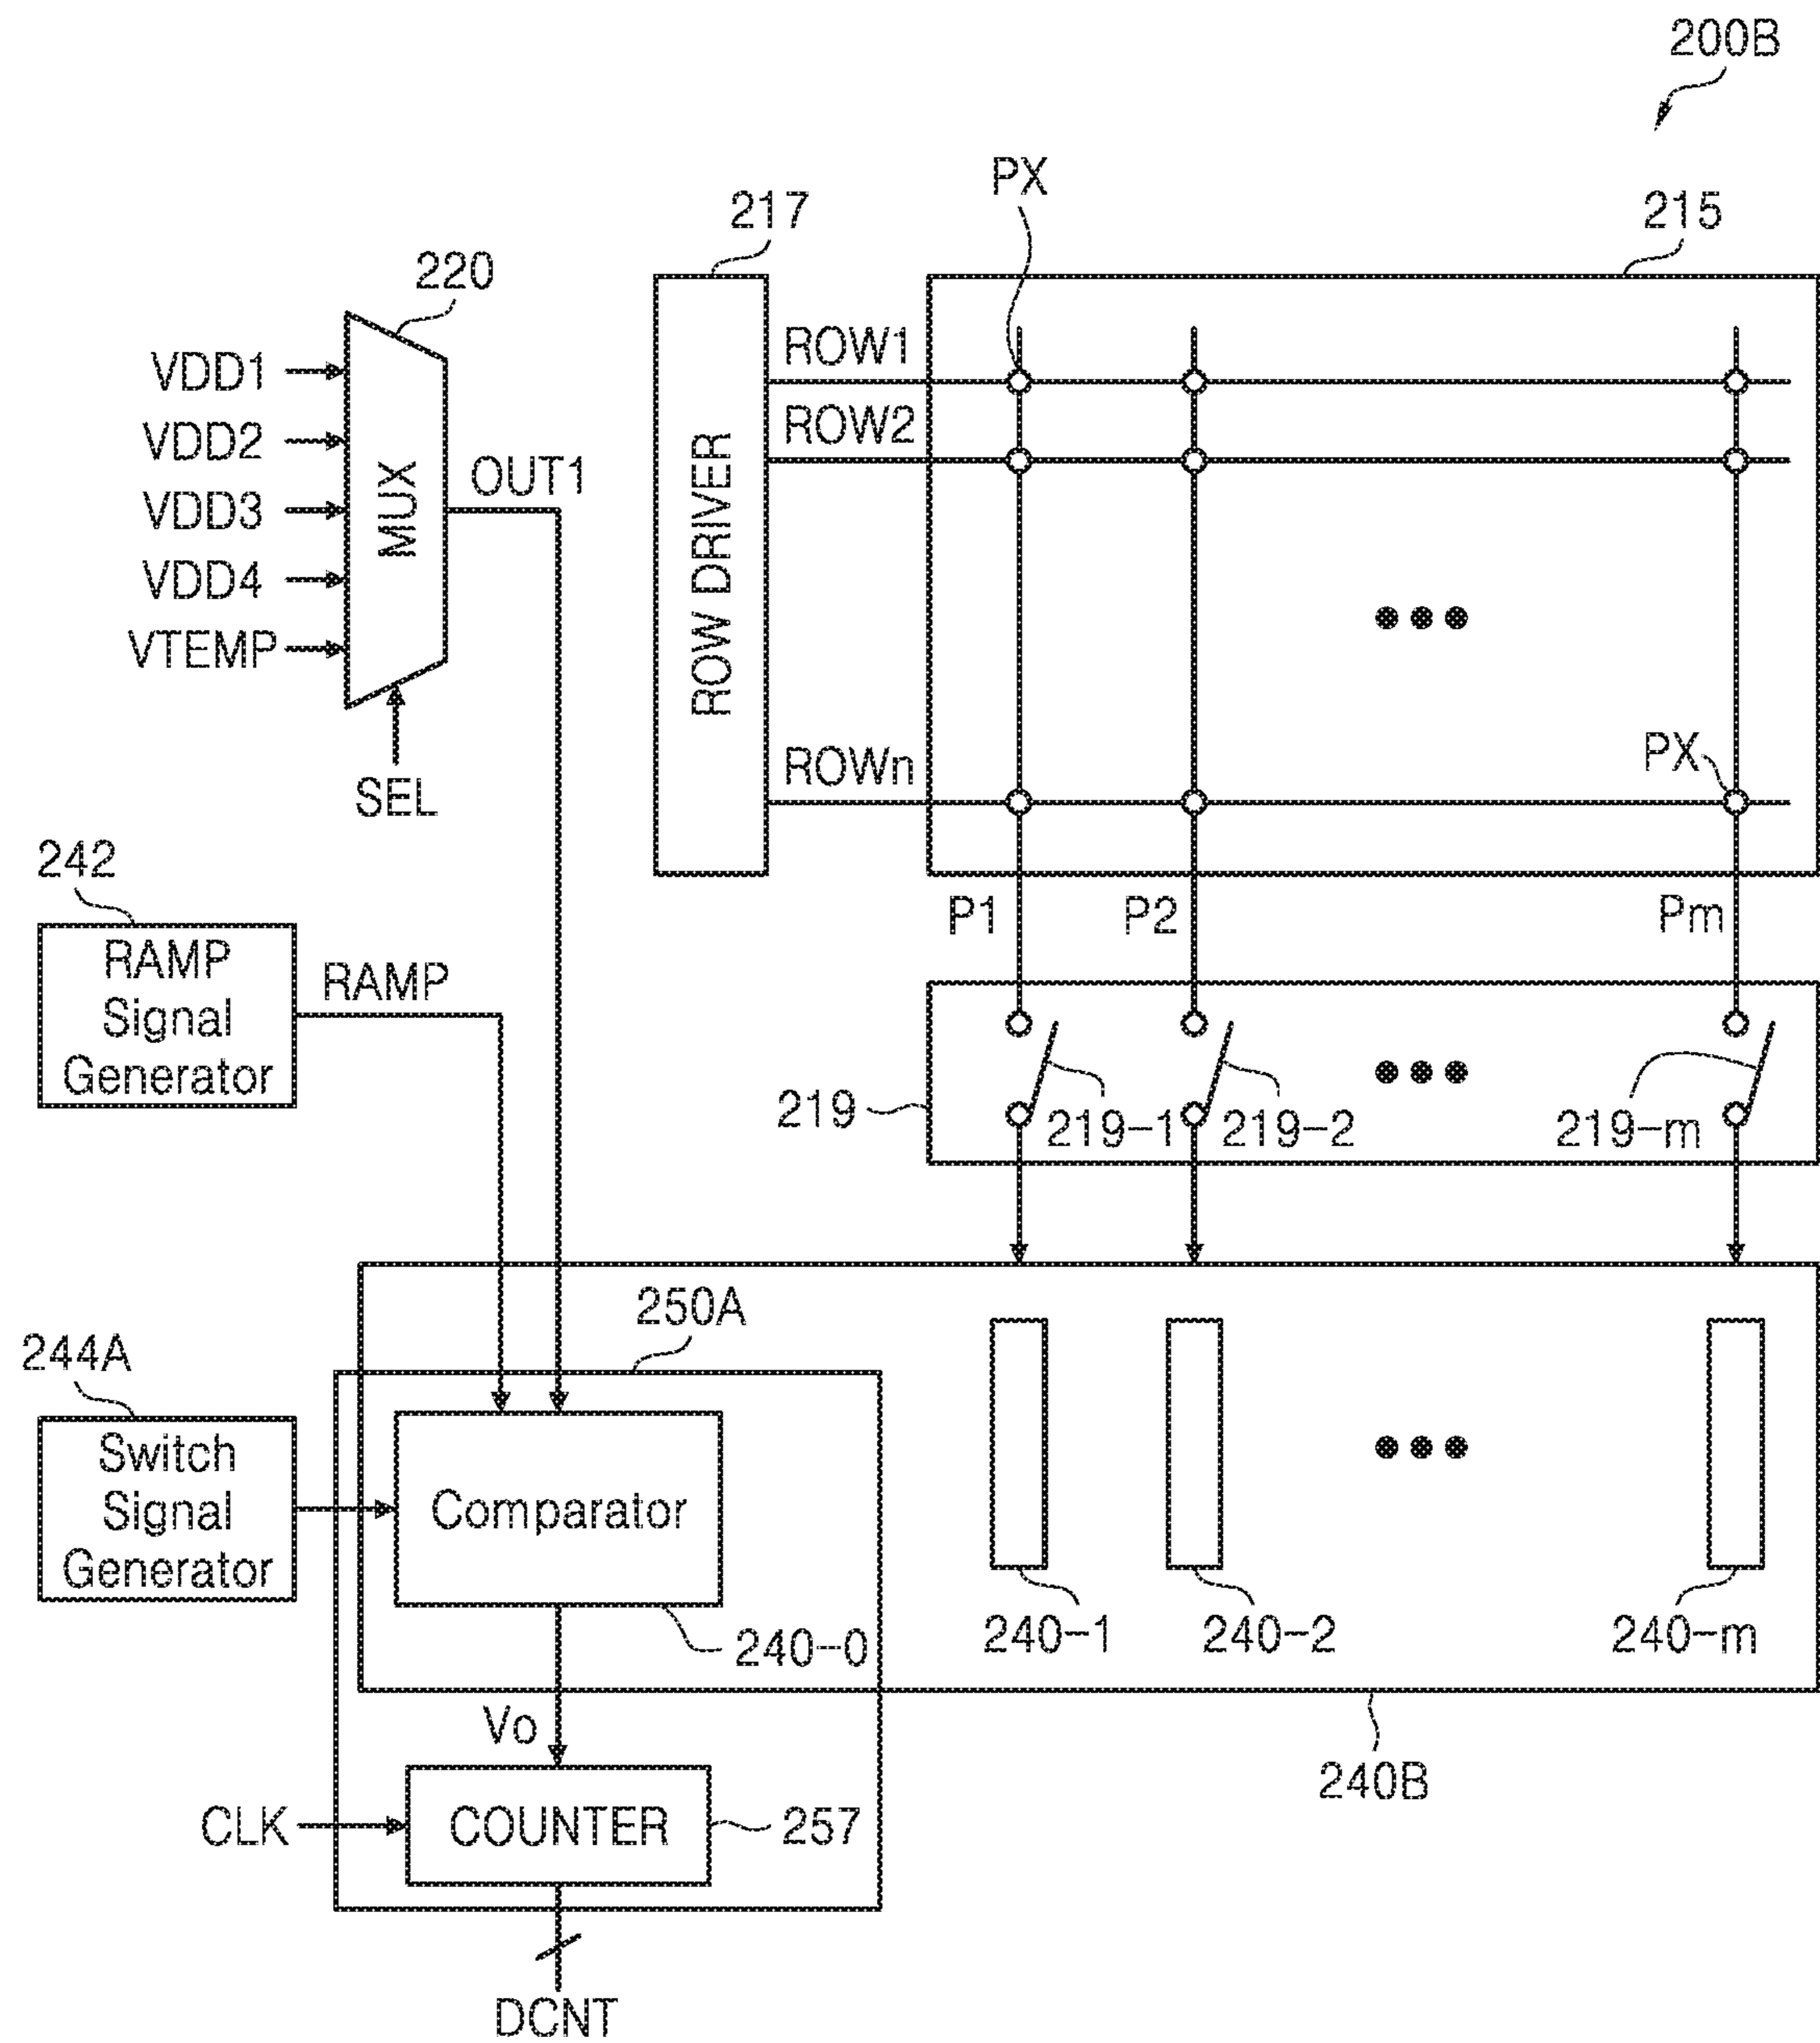 200B
PX
217
215
220
ROW1
VDD1
ROW2
VDD2
OUT1
VDD3
MUX
ROW DRIVER
VDD4
VTEMP
ROWn
PX
SEL
242
P1
P2
Pm
RAMP
Signal
Generator
RAMP
219
219-1
219-2
219-m
250A
244A
Switch
Signal
Generator
Comparator
240-0
240-1
240-2
240-m
Vo
240B
CLK
COUNTER
257
DCNT